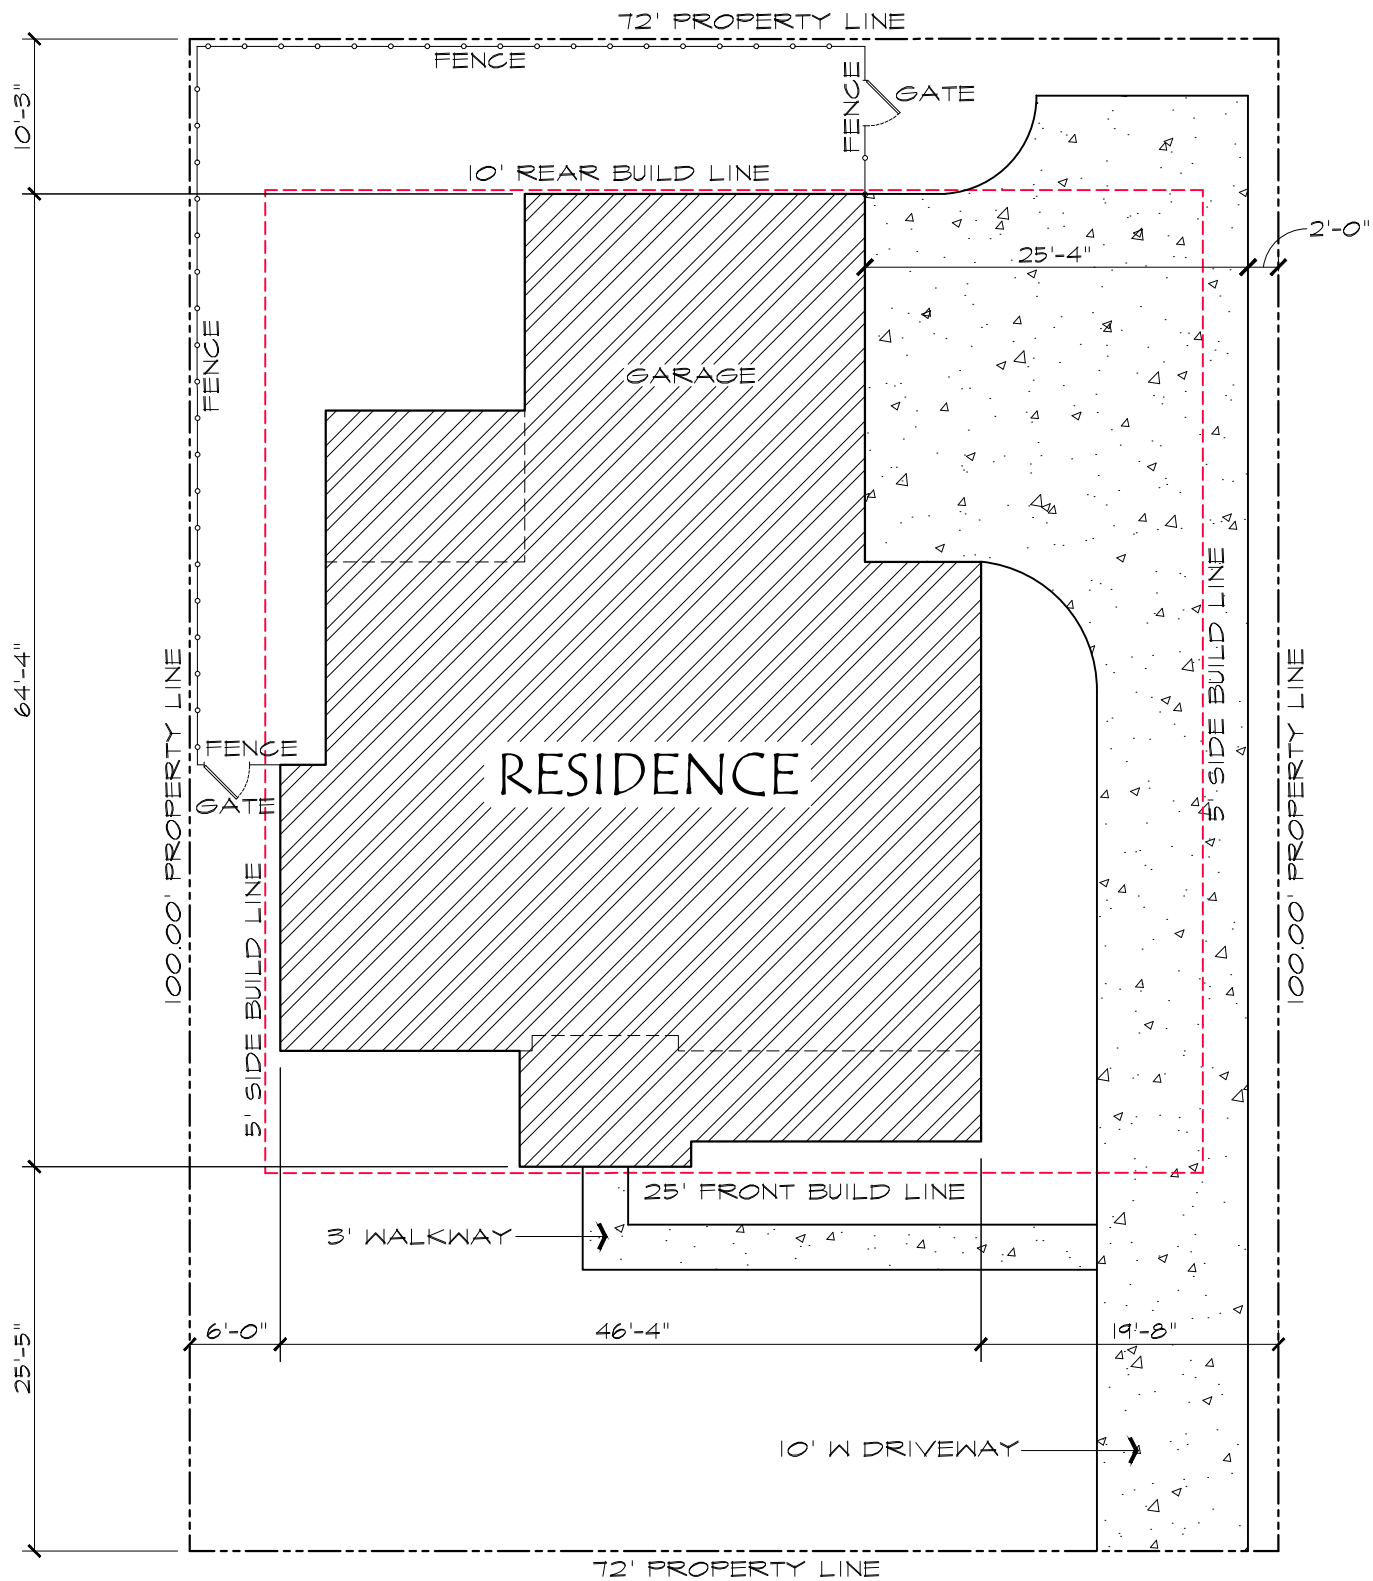 72' PROPERTY LINE
FENCE
FENCE
GATE
10'-3"
10' REAR BUILD LINE
2'-0"
25'-4"
FENCE
GARAGE
5' SIDE BUILD LINE
64'-4"
100.00' PROPERTY LINE
100.00' PROPERTY LINE
FENCE
GATE
RESIDENCE
5' SIDE BUILD LINE
25' FRONT BUILD LINE
3' WALKWAY
6'-0"
46'-4"
19'-8"
25'-5"
10' W DRIVEWAY
72' PROPERTY LINE